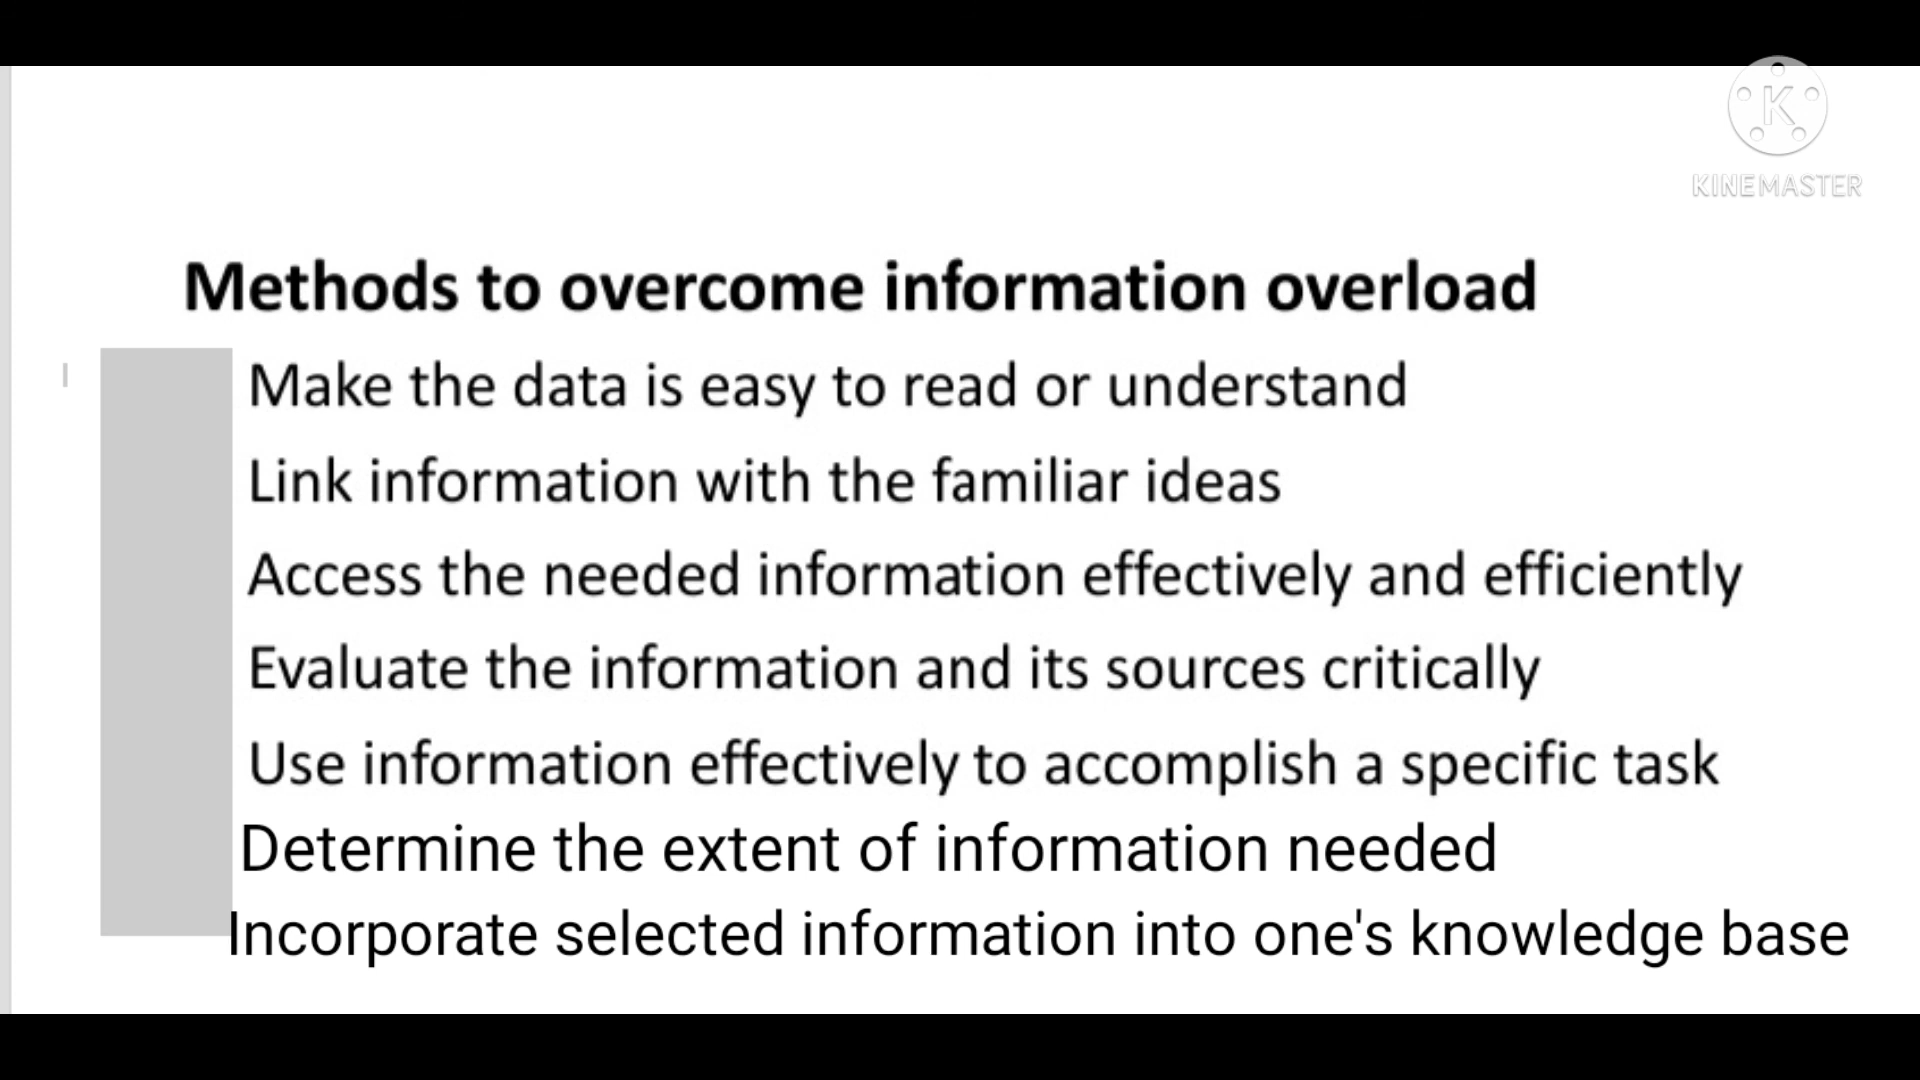 K
KINEMASTER
Methods to overcome information overload
Make the data is easy to read or understand
Link information with the familiar ideas
Access the needed information effectively and efficiently
Evaluate the information and its sources critically
Use information effectively to accomplish a specific task
Determine the extent of information needed
Incorporate selected information into one's knowledge base